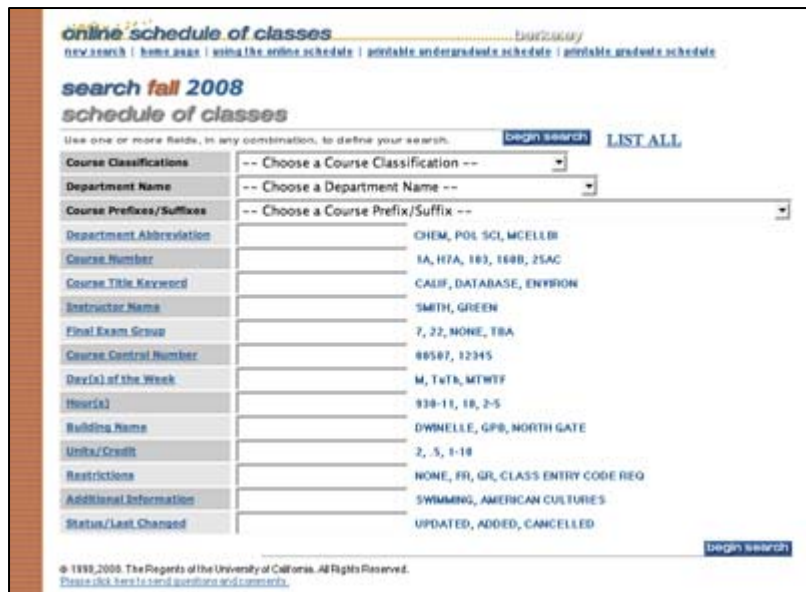 online schedule of classes berkeley
new search | home page | using the online schedule | printable undergraduate schedule | printable graduate schedule
search fall 2008
schedule of classes
Use one or more fields, in any combination, to define your search. begin search LIST ALL
Course Classifications -- Choose a Course Classification --
Department Name -- Choose a Department Name --
Course Prefixes/Suffixes -- Choose a Course Prefix/Suffix --
Department Abbreviation CHEM, POL SCI, MCELLBI
Course Number 1A, H7A, 103, 160B, 25AC
Course Title Keyword CALIF, DATABASE, ENVIRON
Instructor Name SMITH, GREEN
Final Exam Group 7, 22, NONE, TBA
Course Control Number 00507, 12345
Day(s) of the Week M, TuTh, MTWTF
Hour(s) 930-11, 10, 2-5
Building Name DWINELLE, GPB, NORTH GATE
Units/Credit 2, .5, 1-10
Restrictions NONE, FR, GR, CLASS ENTRY CODE REQ
Additional Information SWIMMING, AMERICAN CULTURES
Status/Last Changed UPDATED, ADDED, CANCELLED
begin search
© 1998,2008. The Regents of the University of California. All Rights Reserved.
Please click here to send questions and comments.